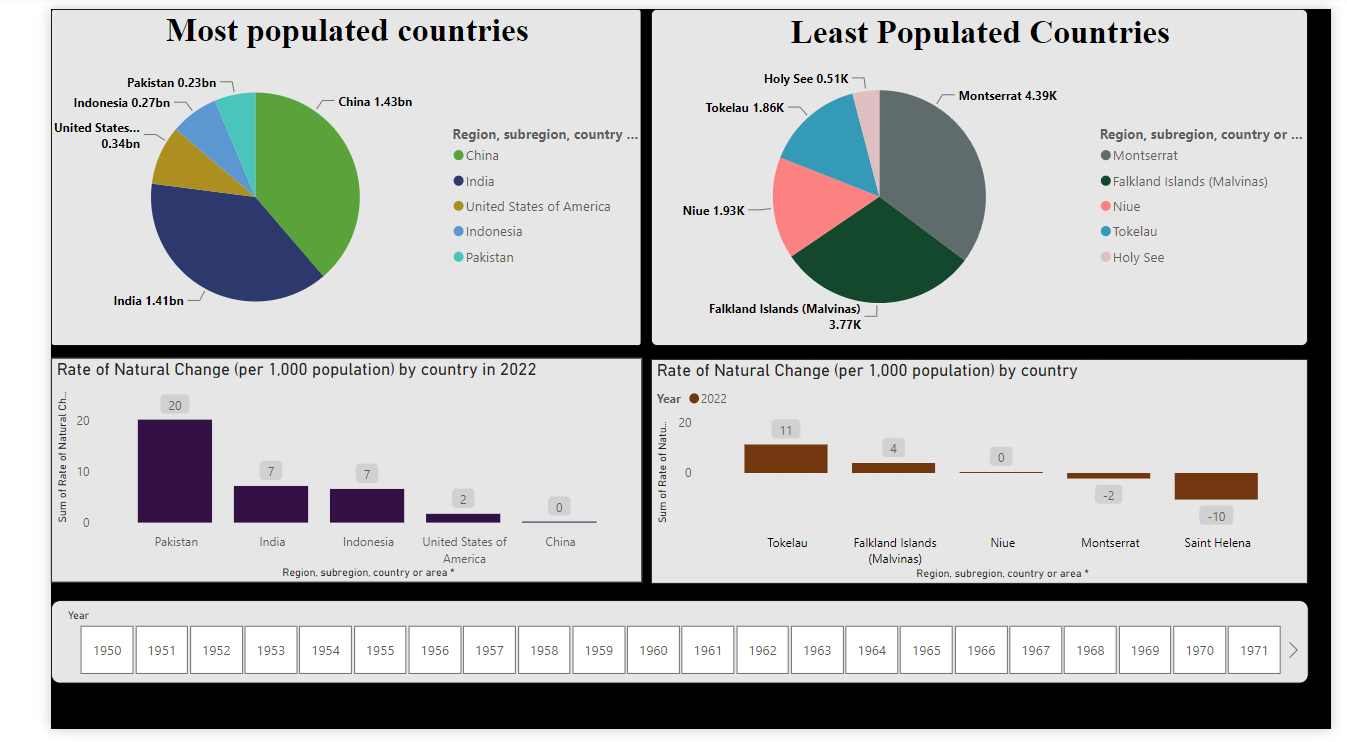 Most populated countries
Pakistan 0.23bn
Indonesia 0.27bn
United States...
0.34bn
China 1.43bn
India 1.41bn
Region, subregion, country ...
China
India
United States of America
Indonesia
Pakistan
Least Populated Countries
Holy See 0.51K
Tokelau 1.86K
Montserrat 4.39K
Niue 1.93K
Falkland Islands (Malvinas)
3.77K
Region, subregion, country or ...
Montserrat
Falkland Islands (Malvinas)
Niue
Tokelau
Holy See
Rate of Natural Change (per 1,000 population) by country in 2022
Sum of Rate of Natural Ch...
20
10
0
20
7
7
2
0
Pakistan
India
Indonesia
United States of
America
China
Region, subregion, country or area *
Rate of Natural Change (per 1,000 population) by country
Year 2022
Sum of Rate of Natu...
20
0
11
4
0
-2
-10
Tokelau
Falkland Islands
(Malvinas)
Niue
Montserrat
Saint Helena
Region, subregion, country or area *
Year
1950 1951 1952 1953 1954 1955 1956 1957 1958 1959 1960 1961 1962 1963 1964 1965 1966 1967 1968 1969 1970 1971